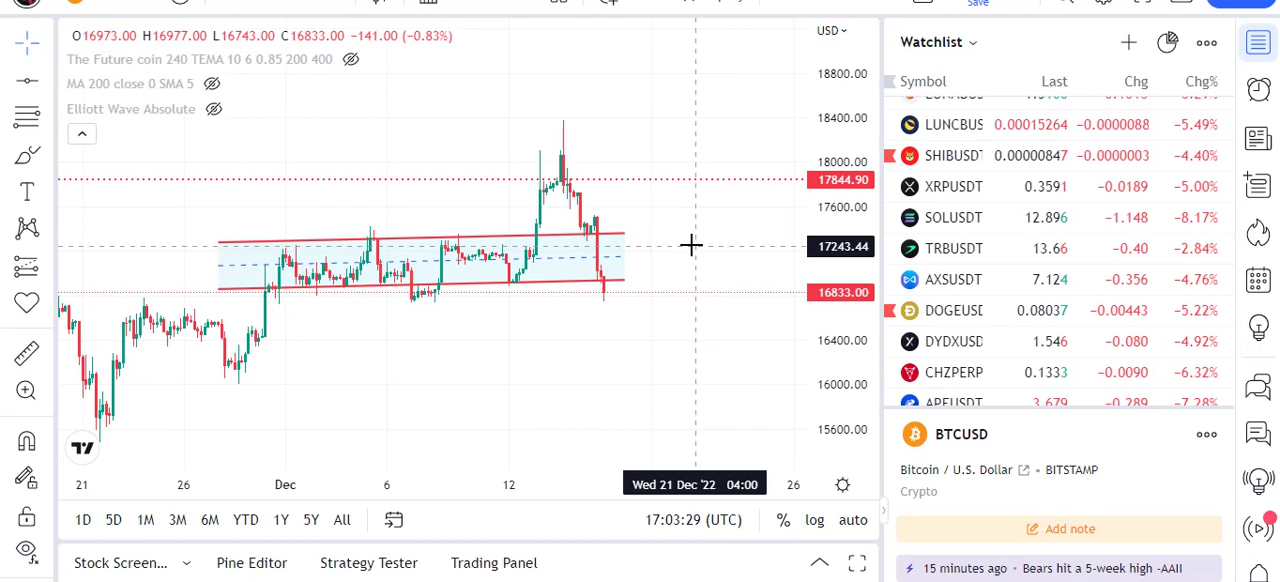 Save
O16973.00 H16977.00 L16743.00 C16833.00 −141.00 (−0.83%)
The Future coin 240 TEMA 10 6 0.85 200 400
MA 200 close 0 SMA 5
Elliott Wave Absolute
USD
18800.00
18400.00
18000.00
17844.90
17600.00
17243.44
16833.00
16400.00
16000.00
15600.00
21 26 Dec 6 12 Wed 21 Dec '22 04:00 26
1D 5D 1M 3M 6M YTD 1Y 5Y All 17:03:29 (UTC) % log auto
Stock Screen... Pine Editor Strategy Tester Trading Panel
Watchlist
Symbol Last Chg Chg%
LUNCBUS 0.00015264 −0.0000088 −5.49%
SHIBUSDT 0.00000847 −0.0000003 −4.40%
XRPUSDT 0.3591 −0.0189 −5.00%
SOLUSDT 12.896 −1.148 −8.17%
TRBUSDT 13.66 −0.40 −2.84%
AXSUSDT 7.124 −0.356 −4.76%
DOGEUSD 0.08037 −0.00443 −5.22%
DYDXUSD 1.546 −0.080 −4.92%
CHZPERP 0.1333 −0.0090 −6.32%
APEUSDT 3.679 −0.289 −7.28%
BTCUSD
Bitcoin / U.S. Dollar • BITSTAMP
Crypto
Add note
15 minutes ago • Bears hit a 5-week high -AAII